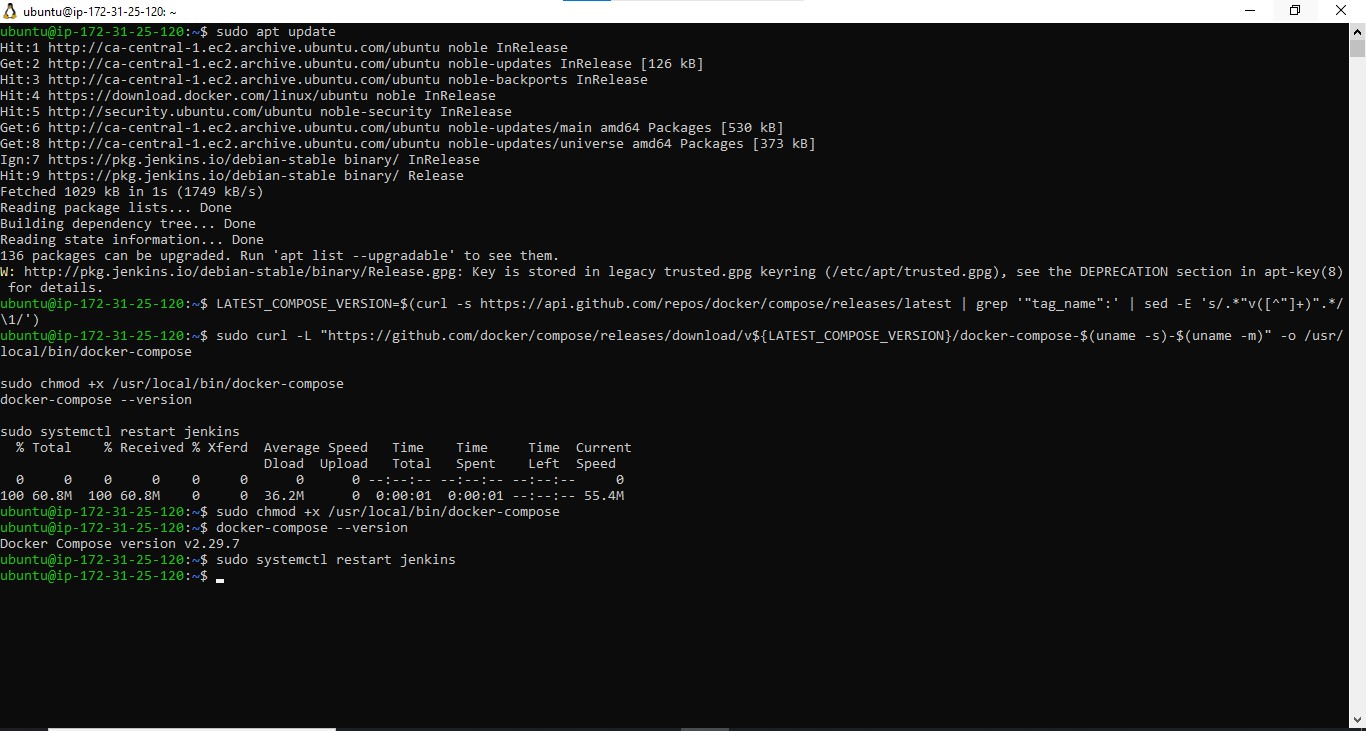 ubuntu@ip-172-31-25-120: ~
ubuntu@ip-172-31-25-120:~$ sudo apt update
Hit:1 http://ca-central-1.ec2.archive.ubuntu.com/ubuntu noble InRelease
Get:2 http://ca-central-1.ec2.archive.ubuntu.com/ubuntu noble-updates InRelease [126 kB]
Hit:3 http://ca-central-1.ec2.archive.ubuntu.com/ubuntu noble-backports InRelease
Hit:4 https://download.docker.com/linux/ubuntu noble InRelease
Hit:5 http://security.ubuntu.com/ubuntu noble-security InRelease
Get:6 http://ca-central-1.ec2.archive.ubuntu.com/ubuntu noble-updates/main amd64 Packages [530 kB]
Get:8 http://ca-central-1.ec2.archive.ubuntu.com/ubuntu noble-updates/universe amd64 Packages [373 kB]
Ign:7 https://pkg.jenkins.io/debian-stable binary/ InRelease
Hit:9 https://pkg.jenkins.io/debian-stable binary/ Release
Fetched 1029 kB in 1s (1749 kB/s)
Reading package lists... Done
Building dependency tree... Done
Reading state information... Done
136 packages can be upgraded. Run 'apt list --upgradable' to see them.
W: http://pkg.jenkins.io/debian-stable/binary/Release.gpg: Key is stored in legacy trusted.gpg keyring (/etc/apt/trusted.gpg), see the DEPRECATION section in apt-key(8)
 for details.
ubuntu@ip-172-31-25-120:~$ LATEST_COMPOSE_VERSION=$(curl -s https://api.github.com/repos/docker/compose/releases/latest | grep '"tag_name":' | sed -E 's/.*"v([^"]+)".*/
\1/')
ubuntu@ip-172-31-25-120:~$ sudo curl -L "https://github.com/docker/compose/releases/download/v${LATEST_COMPOSE_VERSION}/docker-compose-$(uname -s)-$(uname -m)" -o /usr/
local/bin/docker-compose
sudo chmod +x /usr/local/bin/docker-compose
docker-compose --version
sudo systemctl restart jenkins
  % Total    % Received % Xferd  Average Speed   Time    Time     Time  Current
                                 Dload  Upload   Total   Spent    Left  Speed
  0     0    0     0    0     0      0      0 --:--:-- --:--:-- --:--:--     0
100 60.8M  100 60.8M    0     0  36.2M      0  0:00:01  0:00:01 --:--:-- 55.4M
ubuntu@ip-172-31-25-120:~$ sudo chmod +x /usr/local/bin/docker-compose
ubuntu@ip-172-31-25-120:~$ docker-compose --version
Docker Compose version v2.29.7
ubuntu@ip-172-31-25-120:~$ sudo systemctl restart jenkins
ubuntu@ip-172-31-25-120:~$